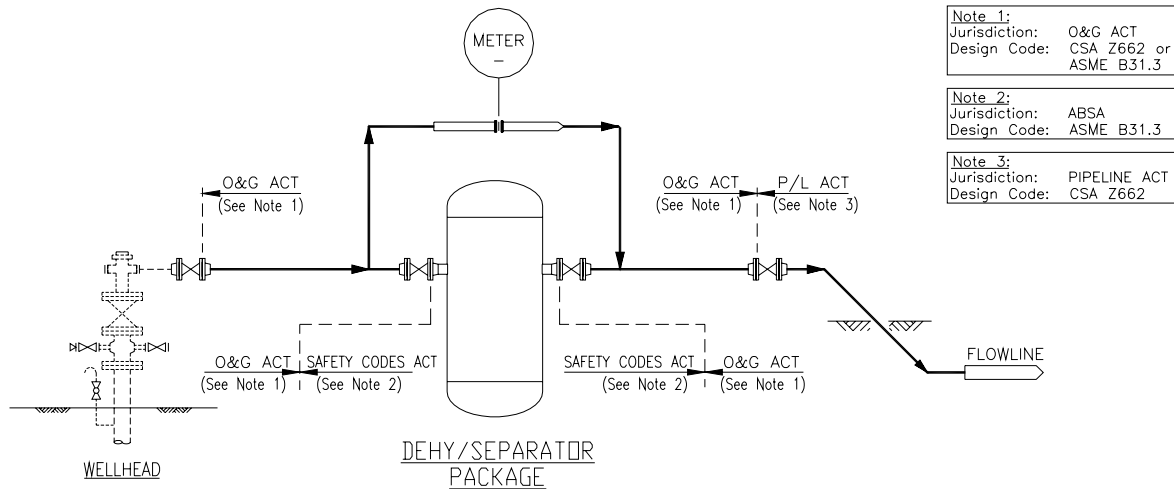 METER
–
Note 1:
Jurisdiction: O&G ACT
Design Code: CSA Z662 or
ASME B31.3
Note 2:
Jurisdiction: ABSA
Design Code: ASME B31.3
Note 3:
Jurisdiction: PIPELINE ACT
Design Code: CSA Z662
O&G ACT
(See Note 1)
O&G ACT
(See Note 1)
P/L ACT
(See Note 3)
O&G ACT
(See Note 1)
SAFETY CODES ACT
(See Note 2)
SAFETY CODES ACT
(See Note 2)
O&G ACT
(See Note 1)
FLOWLINE
WELLHEAD
DEHY/SEPARATOR
PACKAGE